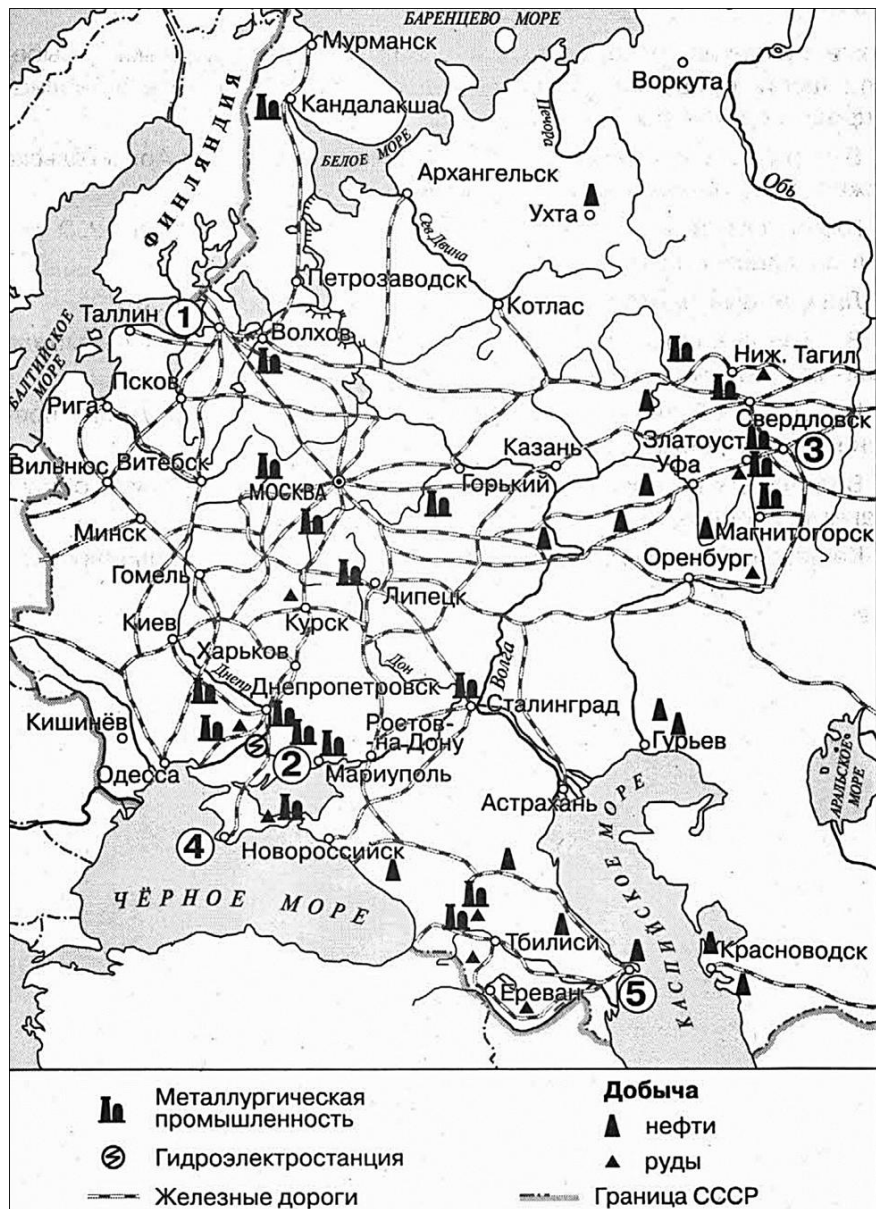 БАРЕНЦЕВО МОРЕ
Мурманск
Воркута
Кандалакша
Печора
ФИНЛЯНДИЯ
БЕЛОЕ МОРЕ
Архангельск
Обь
Ухта
Сев. Двина
Петрозаводск
Котлас
Таллин
1
Волхов
БАЛТИЙСКОЕ
МОРЕ
Ниж. Тагил
Псков
Рига
Свердловск
Казань
Златоуст
3
Вильнюс
Витебск
МОСКВА
Горький
Уфа
Минск
Магнитогорск
Оренбург
Гомель
Липецк
Киев
Курск
Харьков
Дон
Волга
Днепр
Днепропетровск
Сталинград
Кишинёв
Ростов-
-на-Дону
Гурьев
2
Одесса
Мариуполь
Астрахань
АРАЛЬСКОЕ
МОРЕ
4
Новороссийск
ЧЁРНОЕ МОРЕ
КАСПИЙСКОЕ МОРЕ
Тбилиси
Красноводск
Ереван
5
Металлургическая
промышленность
Гидроэлектростанция
Железные дороги
Добыча
нефти
руды
Граница СССР